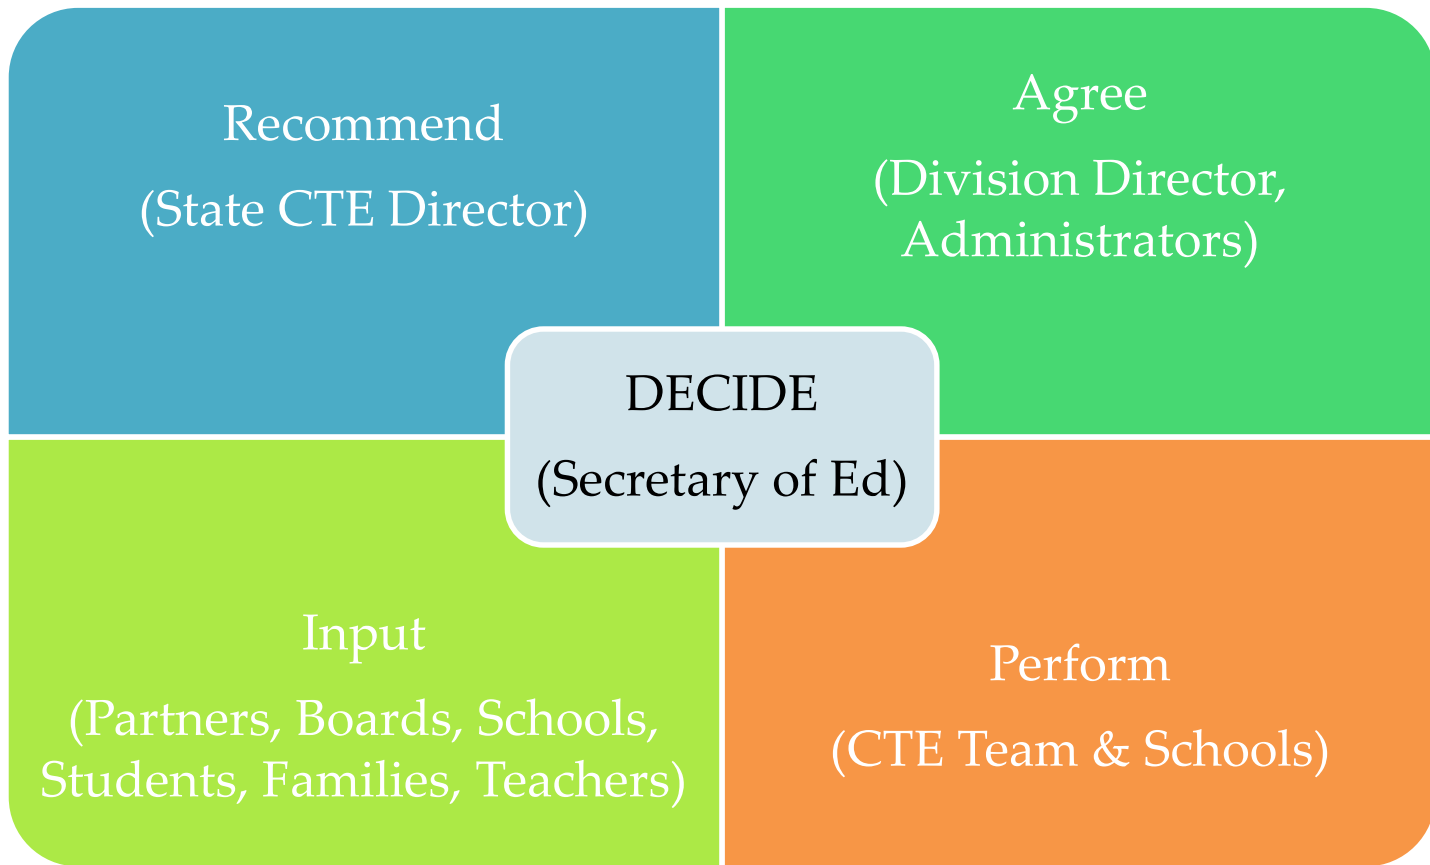 Recommend
(State CTE Director)
Agree
(Division Director,
Administrators)
DECIDE
(Secretary of Ed)
Input
(Partners, Boards, Schools,
Students, Families, Teachers)
Perform
(CTE Team & Schools)